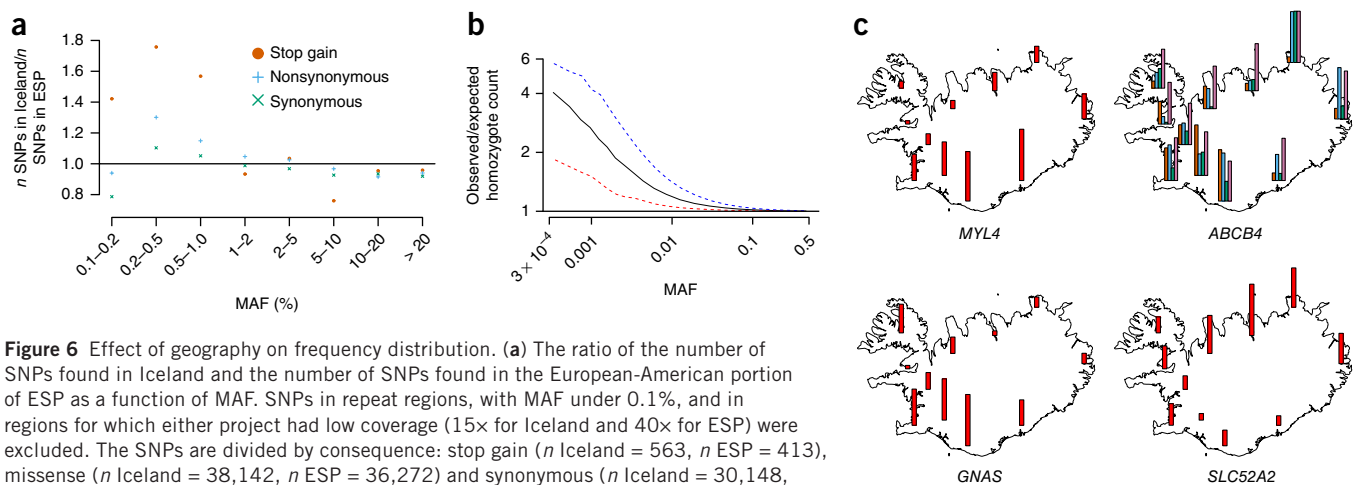 a
n SNPs in Iceland/n
SNPs in ESP
1.8
1.6
1.4
1.2
1.0
0.8
Stop gain
Nonsynonymous
Synonymous
0.1–0.2
0.2–0.5
0.5–1.0
1–2
2–5
5–10
10–20
> 20
MAF (%)
b
Observed/expected
homozygote count
6
4
2
1
3 × 10⁻⁴
0.001
0.01
0.1
0.5
MAF
c
MYL4
ABCB4
GNAS
SLC52A2
Figure 6 Effect of geography on frequency distribution. (a) The ratio of the number of
SNPs found in Iceland and the number of SNPs found in the European-American portion
of ESP as a function of MAF. SNPs in repeat regions, with MAF under 0.1%, and in
regions for which either project had low coverage (15× for Iceland and 40× for ESP) were
excluded. The SNPs are divided by consequence: stop gain (n Iceland = 563, n ESP = 413),
missense (n Iceland = 38,142, n ESP = 36,272) and synonymous (n Iceland = 30,148,